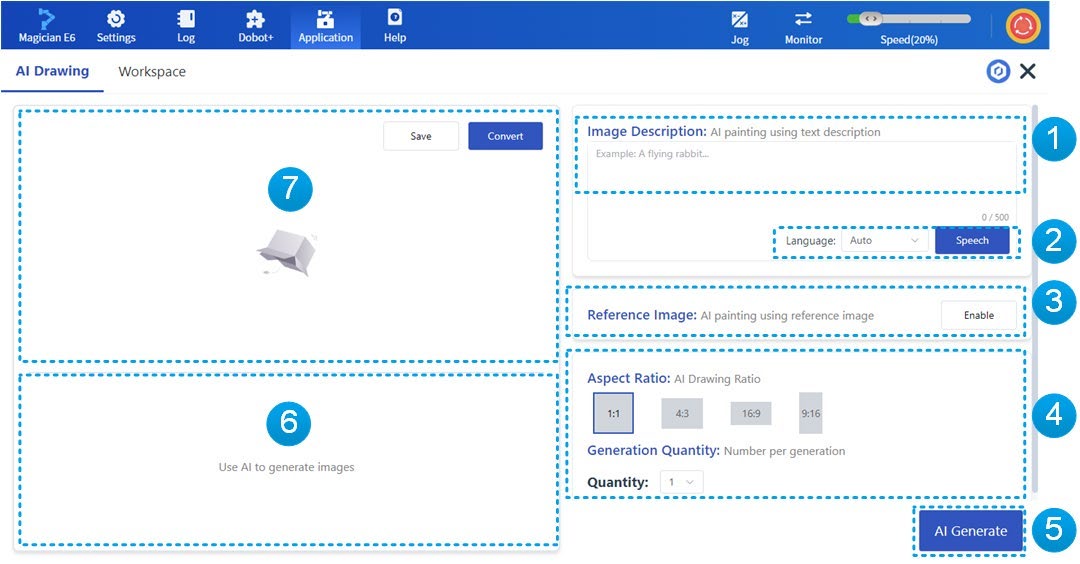 Magician E6 Settings Log Dobot+ Application Help Jog Monitor Speed(20%)
AI Drawing Workspace
Save Convert
7
Image Description: AI painting using text description
1
Example: A flying rabbit...
0 / 500
Language: Auto Speech
2
Reference Image: AI painting using reference image Enable
3
Aspect Ratio: AI Drawing Ratio
1:1 4:3 16:9 9:16
4
Generation Quantity: Number per generation
Quantity: 1
6
Use AI to generate images
AI Generate
5